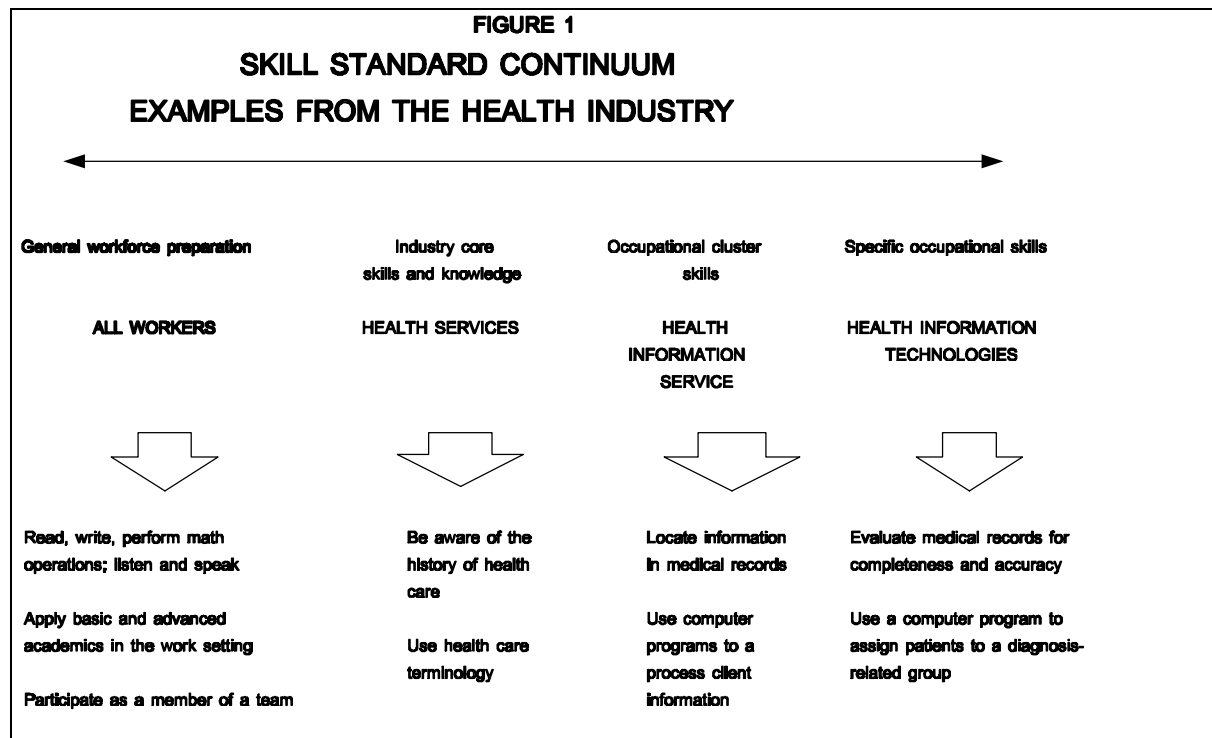 FIGURE 1
SKILL STANDARD CONTINUUM
EXAMPLES FROM THE HEALTH INDUSTRY
General workforce preparation
ALL WORKERS
Read, write, perform math
operations; listen and speak
Apply basic and advanced
academics in the work setting
Participate as a member of a team
Industry core
skills and knowledge
HEALTH SERVICES
Be aware of the
history of health
care
Use health care
terminology
Occupational cluster
skills
HEALTH
INFORMATION
SERVICE
Locate information
in medical records
Use computer
programs to a
process client
information
Specific occupational skills
HEALTH INFORMATION
TECHNOLOGIES
Evaluate medical records for
completeness and accuracy
Use a computer program to
assign patients to a diagnosis-
related group